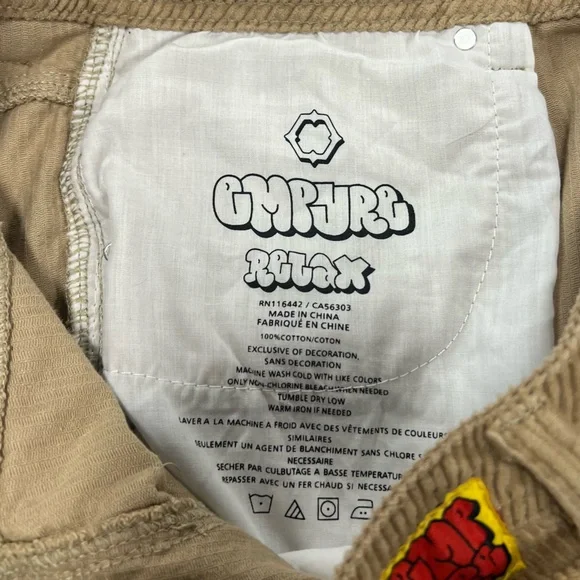 EMPYRE
RELAX
RN116442 / CA56303
MADE IN CHINA
FABRIQUÉ EN CHINE
100%COTTON/COTON
EXCLUSIVE OF DECORATION,
SANS DECORATION
MACHINE WASH COLD WITH LIKE COLORS
ONLY NON-CHLORINE BLEACH WHEN NEEDED
TUMBLE DRY LOW
WARM IRON IF NEEDED
LAVER A LA MACHINE A FROID AVEC DES VÊTEMENTS DE COULEURS
SIMILAIRES
SEULEMENT UN AGENT DE BLANCHIMENT SANS CHLORE SI
NECESSAIRE
SECHER PAR CULBUTAGE A BASSE TEMPERATURE
REPASSER AVEC UN FER CHAUD SI NECESSAIRE